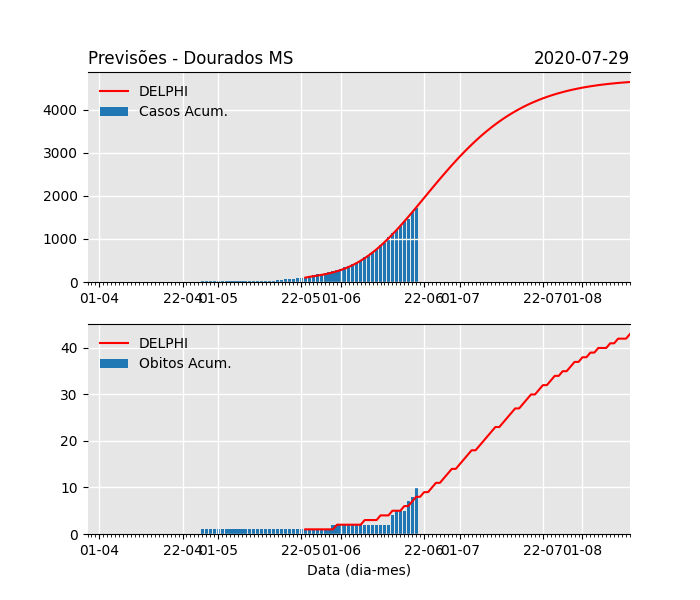 Previsões - Dourados MS 2020-07-29
DELPHI
Casos Acum.
4000
3000
2000
1000
0
01-04 22-04 01-05 22-05 01-06 22-06 01-07 22-07 01-08
DELPHI
Obitos Acum.
40
30
20
10
0
01-04 22-04 01-05 22-05 01-06 22-06 01-07 22-07 01-08
Data (dia-mes)